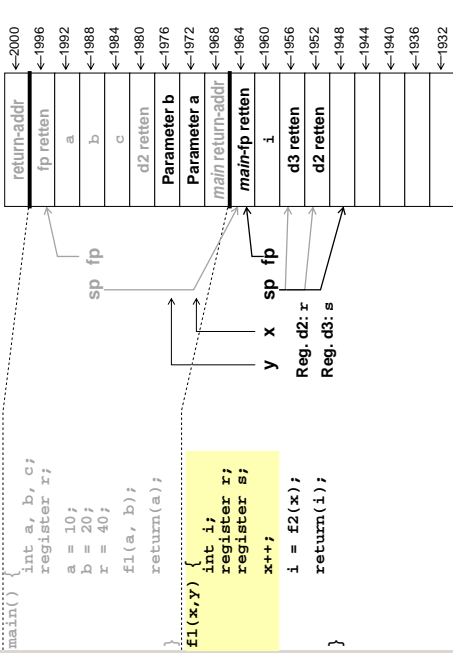 main() {
int a, b, c;
register r;
a = 10;
b = 20;
r = 40;
f1(a, b);
return(a);
}
f1(x,y) {
int i;
register r;
register s;
x++;
i = f2(x);
return(i);
}
sp fp
y x sp fp
Reg. d2: r
Reg. d3: s
return-addr ←2000
fp retten ←1996
a ←1992
b ←1988
c ←1984
d2 retten ←1980
Parameter b ←1976
Parameter a ←1972
main return-addr ←1968
main-fp retten ←1964
i ←1960
d3 retten ←1956
d2 retten ←1952
←1948
←1944
←1940
←1936
←1932